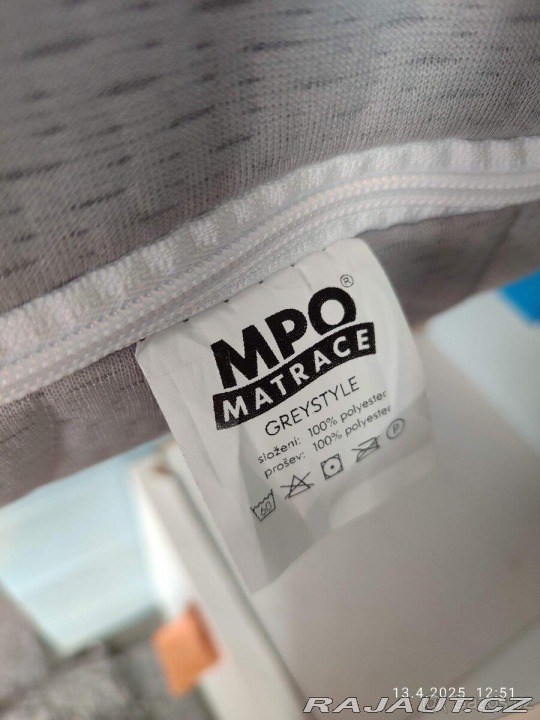 MPO®
MATRACE
GREYSTYLE
složení: 100% polyester
prošev: 100% polyester
60
P
13.4.2025 12:51
RAJAUT.CZ